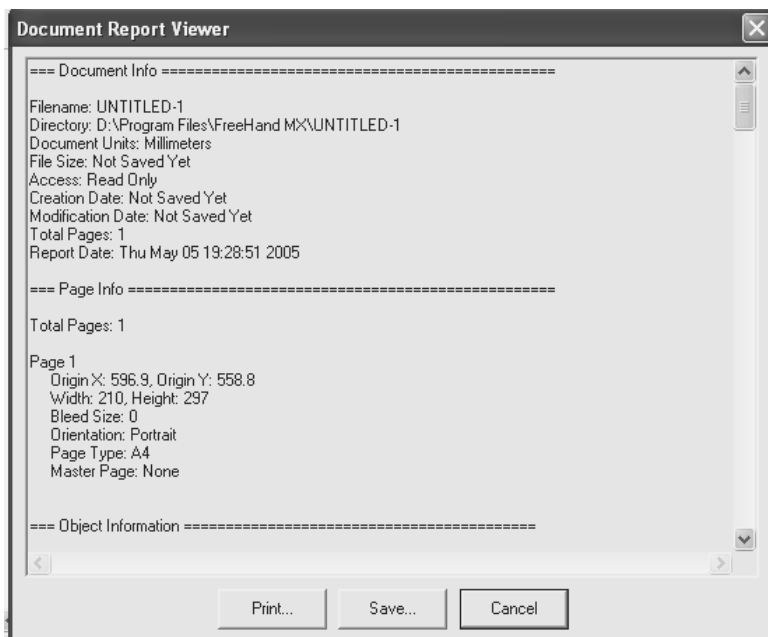 Document Report Viewer
=== Document Info ===============================================
Filename: UNTITLED-1
Directory: D:\Program Files\FreeHand MX\UNTITLED-1
Document Units: Millimeters
File Size: Not Saved Yet
Access: Read Only
Creation Date: Not Saved Yet
Modification Date: Not Saved Yet
Total Pages: 1
Report Date: Thu May 05 19:28:51 2005
=== Page Info ===================================================
Total Pages: 1
Page 1
Origin X: 596.9, Origin Y: 558.8
Width: 210, Height: 297
Bleed Size: 0
Orientation: Portrait
Page Type: A4
Master Page: None
=== Object Information ==========================================
Print... Save... Cancel